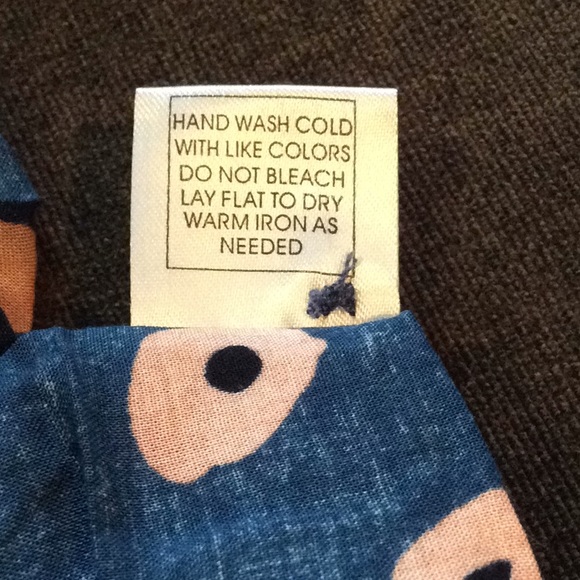 HAND WASH COLD
WITH LIKE COLORS
DO NOT BLEACH
LAY FLAT TO DRY
WARM IRON AS
NEEDED